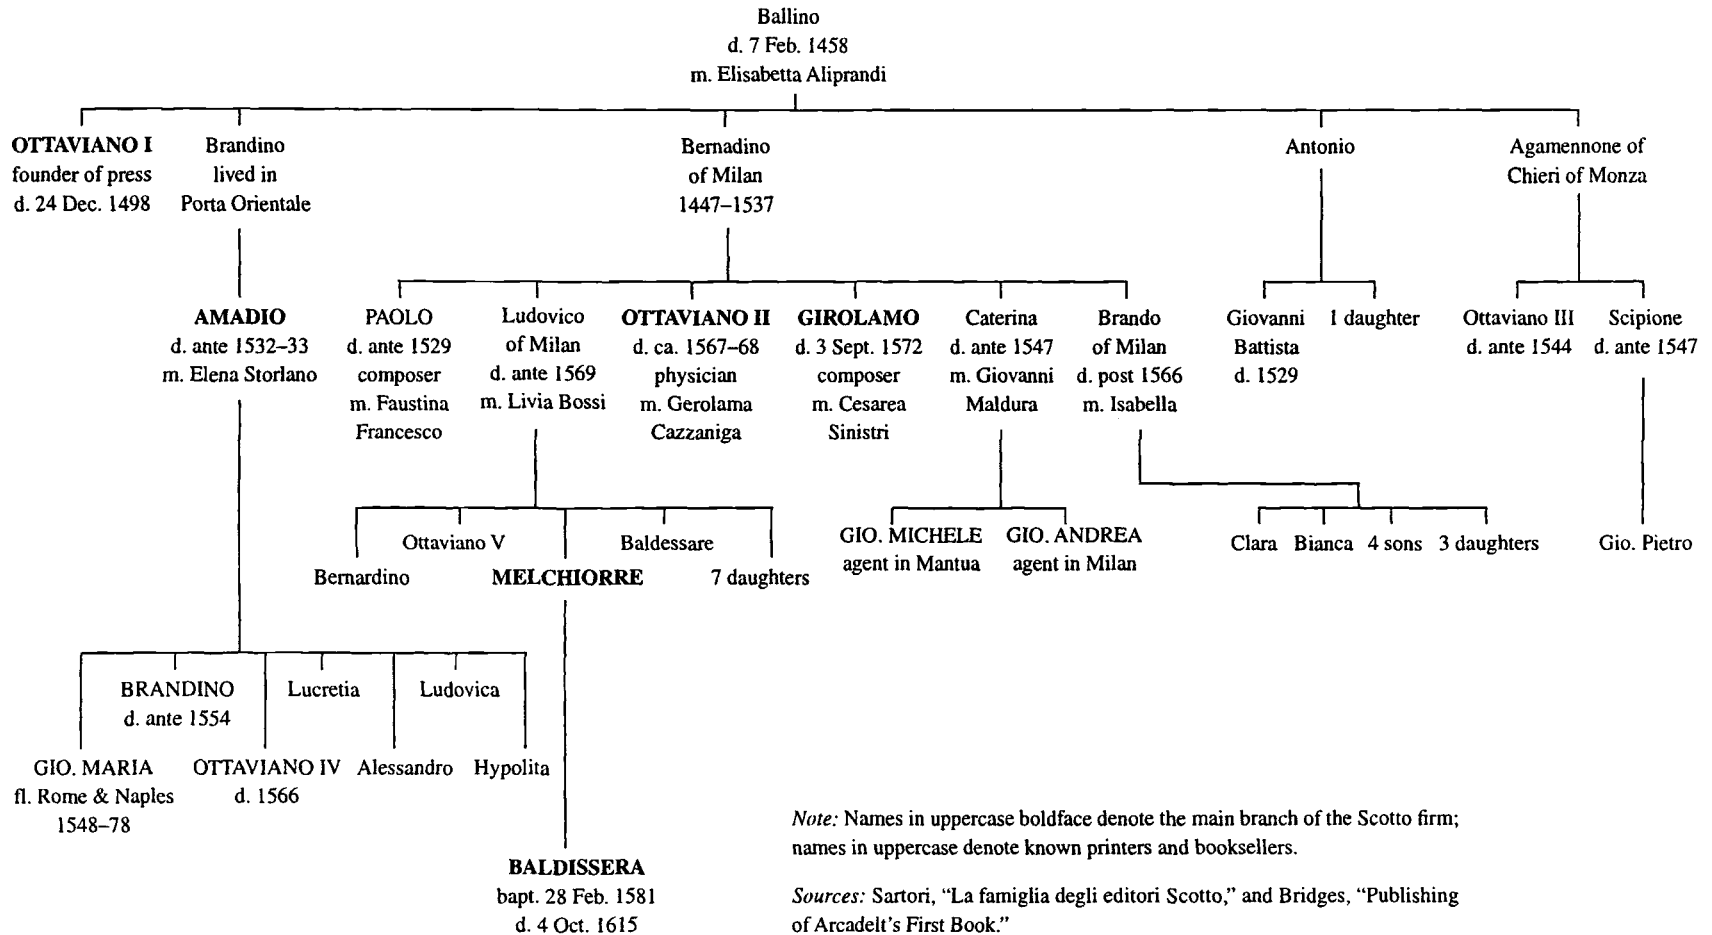 Ballino
d. 7 Feb. 1458
m. Elisabetta Aliprandi
OTTAVIANO I
founder of press
d. 24 Dec. 1498
Brandino
lived in
Porta Orientale
Bernadino
of Milan
1447–1537
Antonio
Agamennone of
Chieri of Monza
AMADIO
d. ante 1532–33
m. Elena Storlano
PAOLO
d. ante 1529
composer
m. Faustina
Francesco
Ludovico
of Milan
d. ante 1569
m. Livia Bossi
OTTAVIANO II
d. ca. 1567–68
physician
m. Gerolama
Cazzaniga
GIROLAMO
d. 3 Sept. 1572
composer
m. Cesarea
Sinistri
Caterina
d. ante 1547
m. Giovanni
Maldura
Brando
of Milan
d. post 1566
m. Isabella
Giovanni
Battista
d. 1529
1 daughter
Ottaviano III
d. ante 1544
Scipione
d. ante 1547
Bernardino
Ottaviano V
MELCHIORRE
Baldessare
7 daughters
GIO. MICHELE
agent in Mantua
GIO. ANDREA
agent in Milan
Clara
Bianca
4 sons
3 daughters
Gio. Pietro
GIO. MARIA
fl. Rome & Naples
1548–78
BRANDINO
d. ante 1554
OTTAVIANO IV
d. 1566
Lucretia
Alessandro
Ludovica
Hypolita
BALDISSERA
bapt. 28 Feb. 1581
d. 4 Oct. 1615
Note: Names in uppercase boldface denote the main branch of the Scotto firm;
names in uppercase denote known printers and booksellers.
Sources: Sartori, “La famiglia degli editori Scotto,” and Bridges, “Publishing
of Arcadelt’s First Book.”